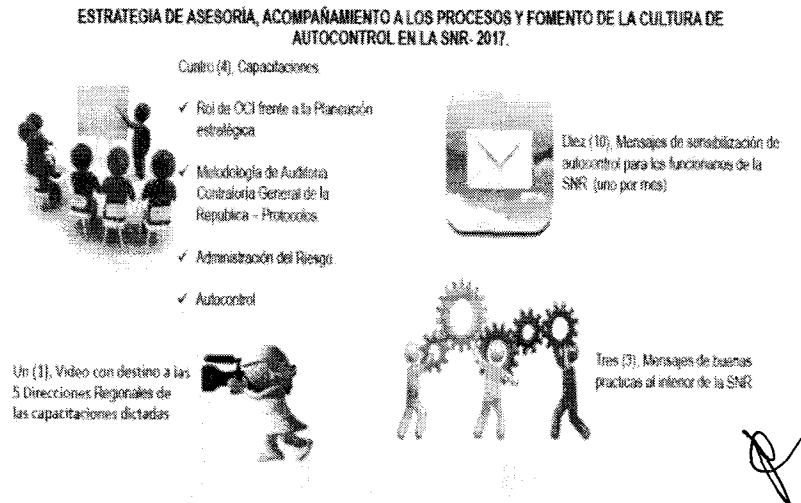 ESTRATEGIA DE ASESORÍA, ACOMPAÑAMIENTO A LOS PROCESOS Y FOMENTO DE LA CULTURA DE
AUTOCONTROL EN LA SNR- 2017.
Cuatro (4), Capacitaciones
✓ Rol de OCI frente a la Planeación
estratégica
✓ Metodología de Auditoria
Contraloría General de la
Republica – Protocolos
✓ Administración del Riesgo
✓ Autocontrol
Diez (10), Mensajes de sensibilización de
autocontrol para los funcionarios de la
SNR (uno por mes)
Un (1), Video con destino a las
5 Direcciones Regionales de
las capacitaciones dictadas
Tres (3), Mensajes de buenas
practicas al interior de la SNR